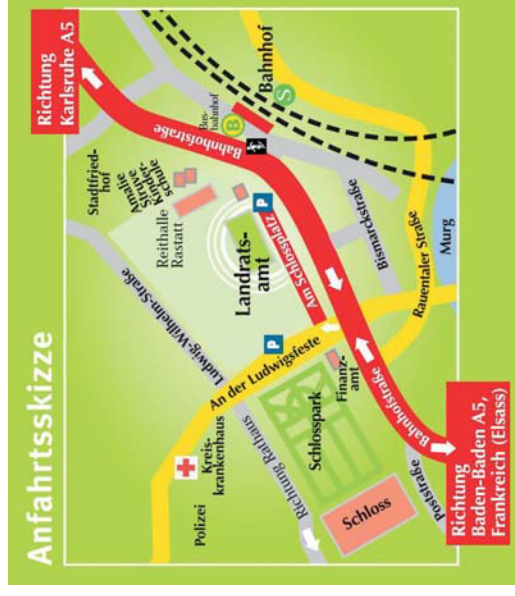 Anfahrtsskizze
Richtung
Karlsruhe A5
Stadtfried-
hof
Amalie
Struve
Kinder-
schule
Reithalle
Rastatt
Bahnhofstraße
Bus-
bahnhof
B
Bahnhof
S
Ludwig-Wilhelm-Straße
P
Landrats-
amt
Am Schlossplatz
Bismarckstraße
P
An der Ludwigsfeste
Rauentaler Straße
Murg
Kreis-
krankenhaus
Polizei
Richtung Rathaus
Schlosspark
Finanz-
amt
Bahnhofstraße
Schloss
Poststraße
Richtung
Baden-Baden A5,
Frankreich (Elsass)